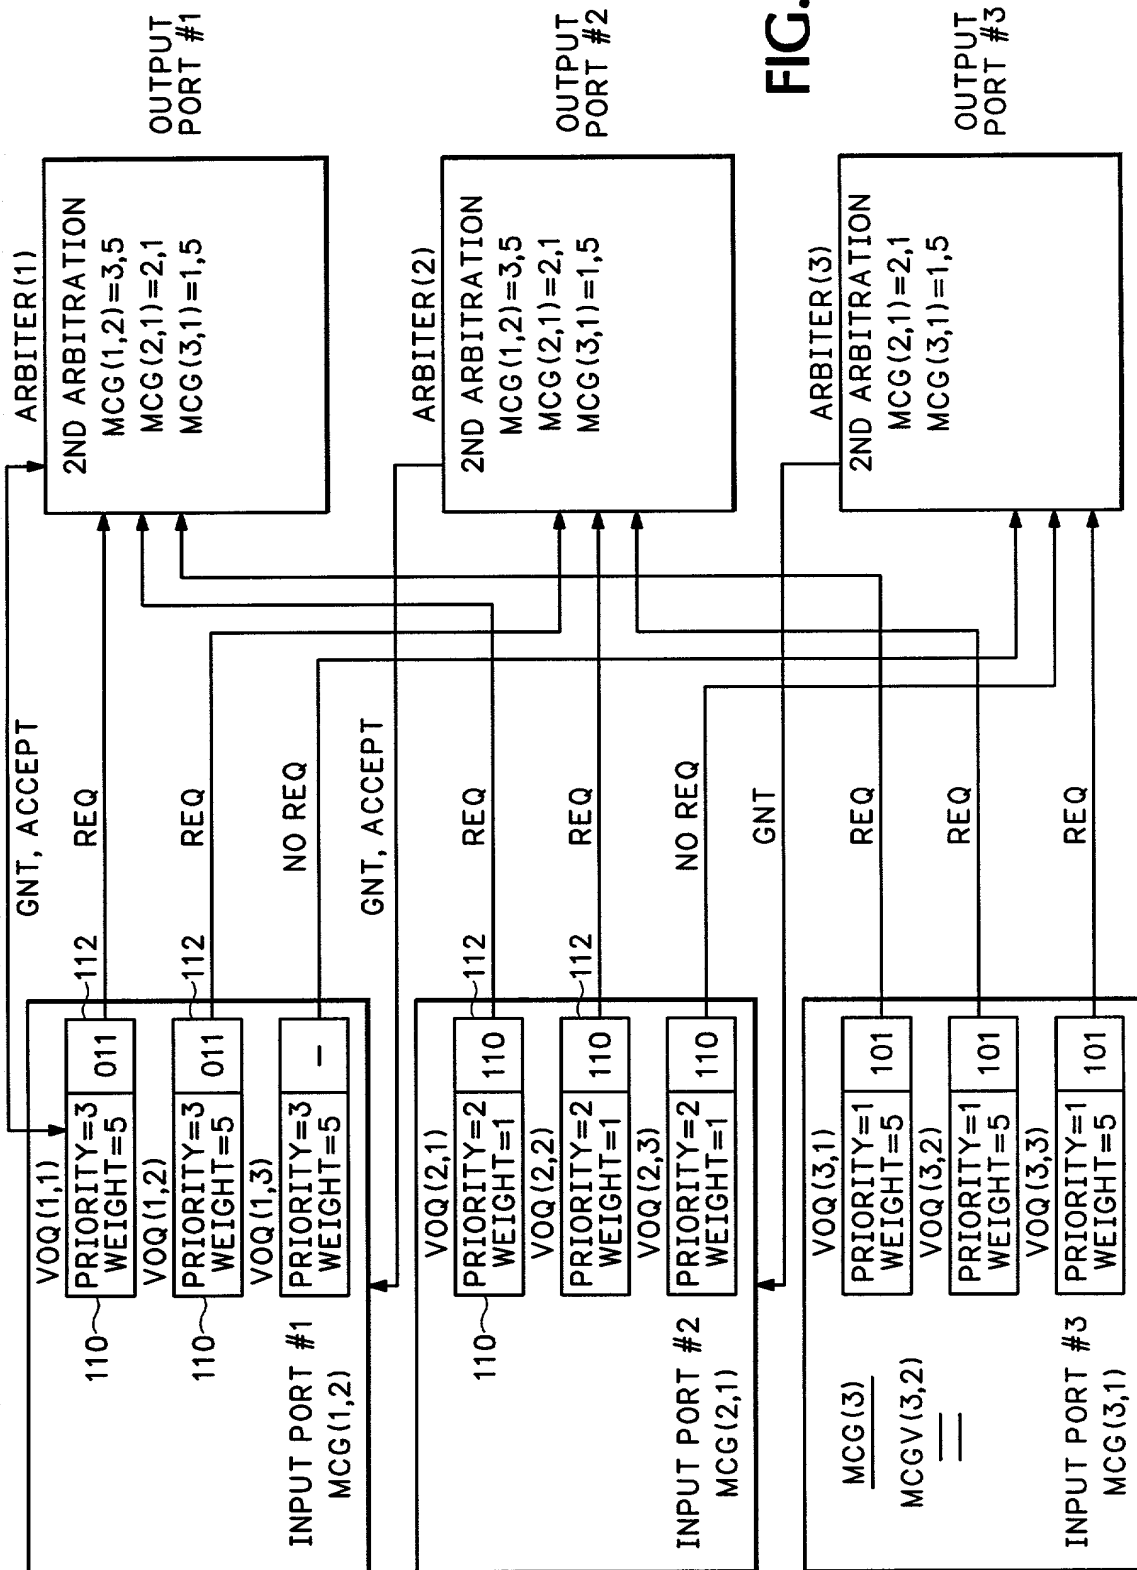 GNT, ACCEPT
ARBITER(1)
2ND ARBITRATION
MCG(1,2)=3,5
MCG(2,1)=2,1
MCG(3,1)=1,5
OUTPUT
PORT #1
VOQ(1,1)
110
PRIORITY=3
WEIGHT=5
011
112
REQ
VOQ(1,2)
110
PRIORITY=3
WEIGHT=5
011
112
REQ
VOQ(1,3)
PRIORITY=3
WEIGHT=5
-
NO REQ
INPUT PORT #1
MCG(1,2)
GNT, ACCEPT
ARBITER(2)
2ND ARBITRATION
MCG(1,2)=3,5
MCG(2,1)=2,1
MCG(3,1)=1,5
OUTPUT
PORT #2
VOQ(2,1)
110
PRIORITY=2
WEIGHT=1
110
112
REQ
VOQ(2,2)
PRIORITY=2
WEIGHT=1
110
112
REQ
VOQ(2,3)
PRIORITY=2
WEIGHT=1
110
NO REQ
INPUT PORT #2
MCG(2,1)
GNT
ARBITER(3)
2ND ARBITRATION
MCG(2,1)=2,1
MCG(3,1)=1,5
OUTPUT
PORT #3
MCG(3)
MCGV(3,2)
VOQ(3,1)
PRIORITY=1
WEIGHT=5
101
REQ
VOQ(3,2)
PRIORITY=1
WEIGHT=5
101
REQ
VOQ(3,3)
PRIORITY=1
WEIGHT=5
101
REQ
INPUT PORT #3
MCG(3,1)
FIG.